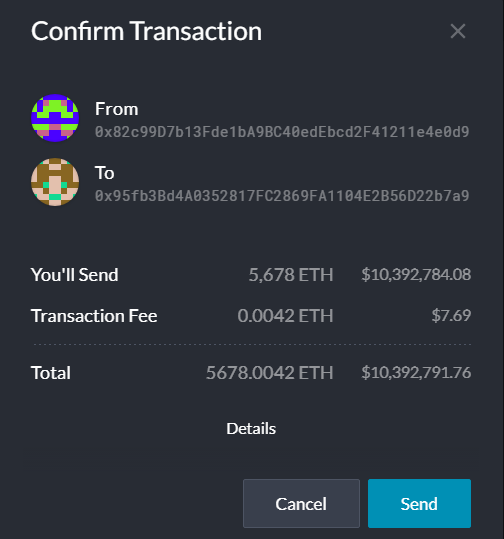 Confirm Transaction
From
0x82c99D7b13Fde1bA9BC40edEbcd2F41211e4e0d9
To
0x95fb3Bd4A0352817FC2869FA1104E2B56D22b7a9
You'll Send 5,678 ETH $10,392,784.08
Transaction Fee 0.0042 ETH $7.69
Total 5678.0042 ETH $10,392,791.76
Details
Cancel Send